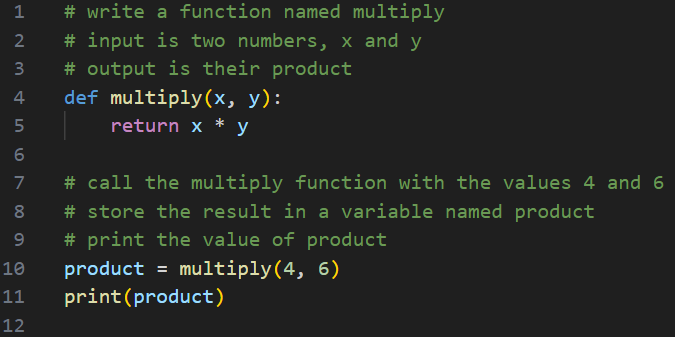 1 # write a function named multiply
2 # input is two numbers, x and y
3 # output is their product
4 def multiply(x, y):
5     return x * y
6
7 # call the multiply function with the values 4 and 6
8 # store the result in a variable named product
9 # print the value of product
10 product = multiply(4, 6)
11 print(product)
12